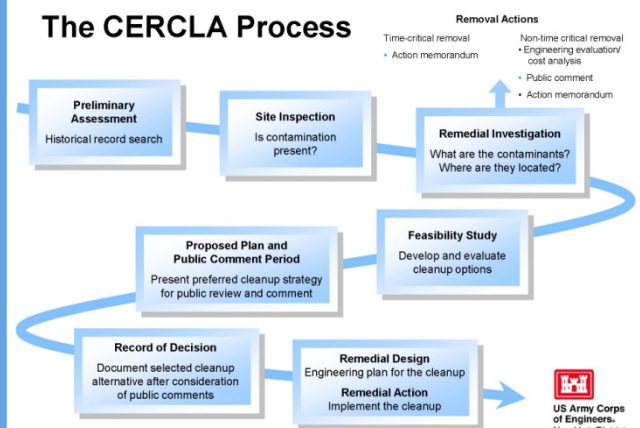 The CERCLA Process
Removal Actions
Time-critical removal
• Action memorandum
Non-time critical removal
• Engineering evaluation/
cost analysis
• Public comment
• Action memorandum
Preliminary
Assessment
Historical record search
Site Inspection
Is contamination
present?
Remedial Investigation
What are the contaminants?
Where are they located?
Feasibility Study
Develop and evaluate
cleanup options
Proposed Plan and
Public Comment Period
Present preferred cleanup strategy
for public review and comment
Record of Decision
Document selected cleanup
alternative after consideration
of public comments
Remedial Design
Engineering plan for the cleanup
Remedial Action
Implement the cleanup
US Army Corps
of Engineers®